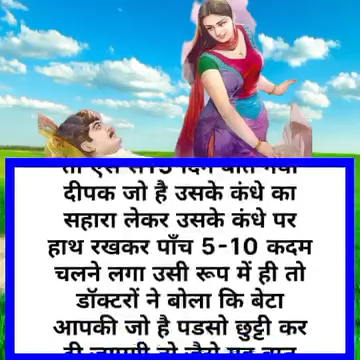 दीपक जो है उसके कंधे का
सहारा लेकर उसके कंधे पर
हाथ रखकर पाँच 5-10 कदम
चलने लगा उसी रूप में ही तो
डॉक्टरों ने बोला कि बेटा
आपकी जो है पडसो छुट्टी कर